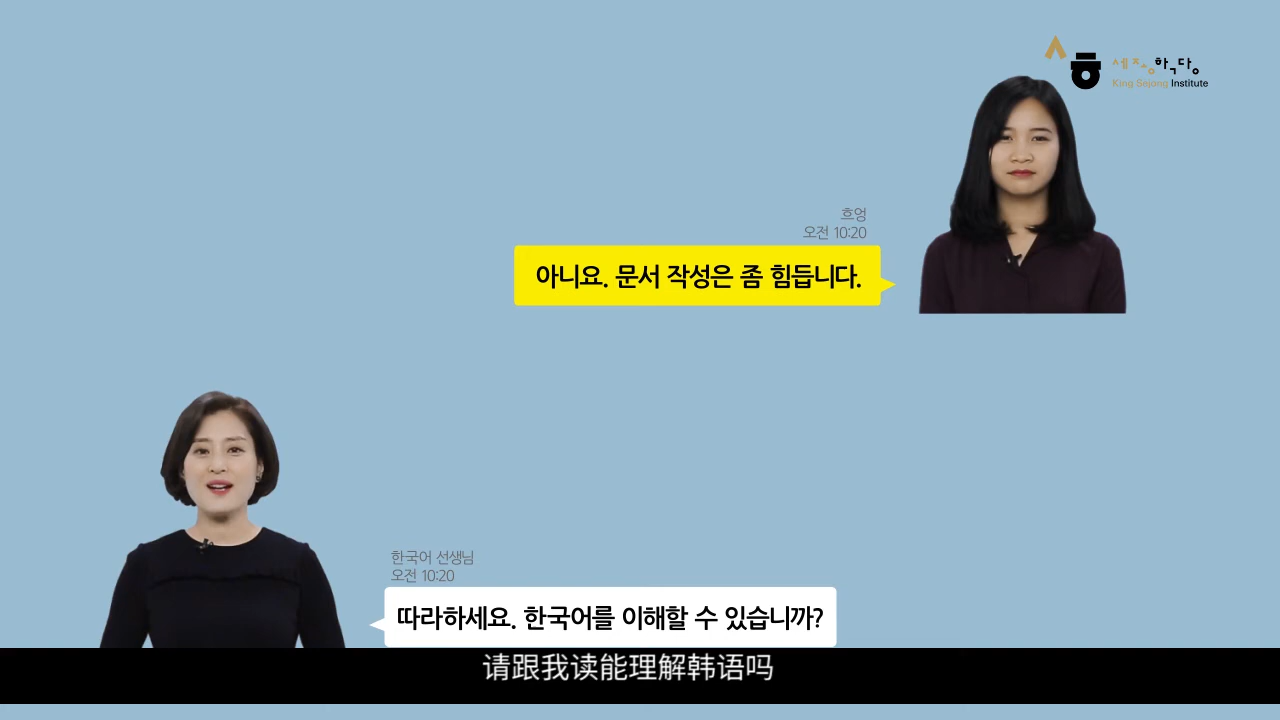 세종학당
King Sejong Institute
흐엉
오전 10:20
아니요. 문서 작성은 좀 힘듭니다.
한국어 선생님
오전 10:20
따라하세요. 한국어를 이해할 수 있습니까?
请跟我读能理解韩语吗